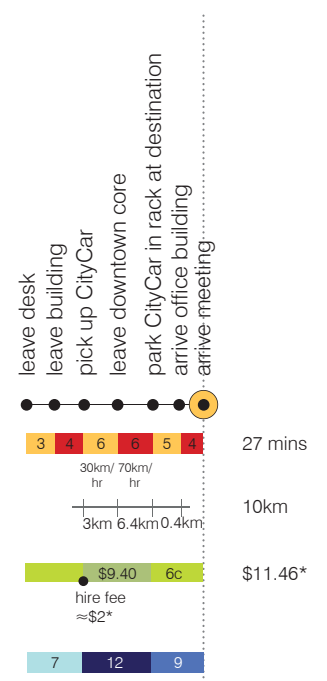 leave desk
leave building
pick up CityCar
leave downtown core
park CityCar in rack at destination
arrive office building
arrive meeting
3 4 6 6 5 4 27 mins
30km/ 70km/
hr hr
10km
3km 6.4km 0.4km
$9.40 6c $11.46*
hire fee
≈$2*
7 12 9